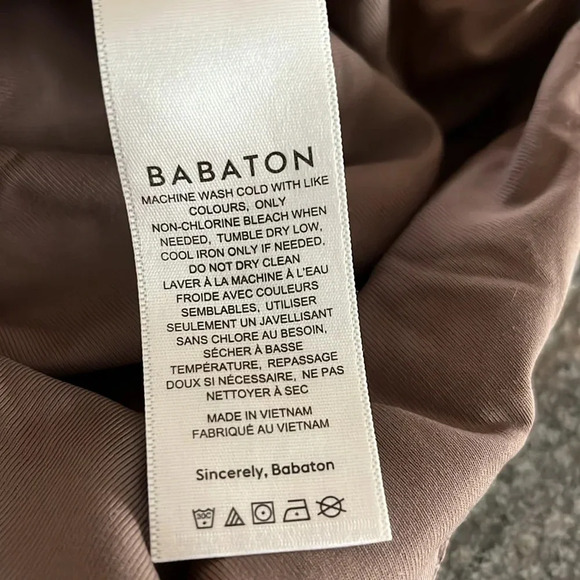 BABATON
MACHINE WASH COLD WITH LIKE
COLOURS, ONLY
NON-CHLORINE BLEACH WHEN
NEEDED, TUMBLE DRY LOW,
COOL IRON ONLY IF NEEDED,
DO NOT DRY CLEAN
LAVER À LA MACHINE À L'EAU
FROIDE AVEC COULEURS
SEMBLABLES, UTILISER
SEULEMENT UN JAVELLISANT
SANS CHLORE AU BESOIN,
SÉCHER À BASSE
TEMPÉRATURE, REPASSAGE
DOUX SI NÉCESSAIRE, NE PAS
NETTOYER À SEC
MADE IN VIETNAM
FABRIQUÉ AU VIETNAM
Sincerely, Babaton
30C